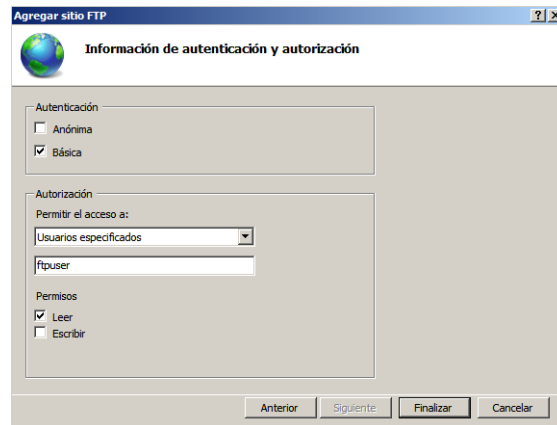 Agregar sitio FTP
Información de autenticación y autorización
Autenticación
Anónima
Básica
Autorización
Permitir el acceso a:
Usuarios especificados
ftpuser
Permisos
Leer
Escribir
Anterior Siguiente Finalizar Cancelar